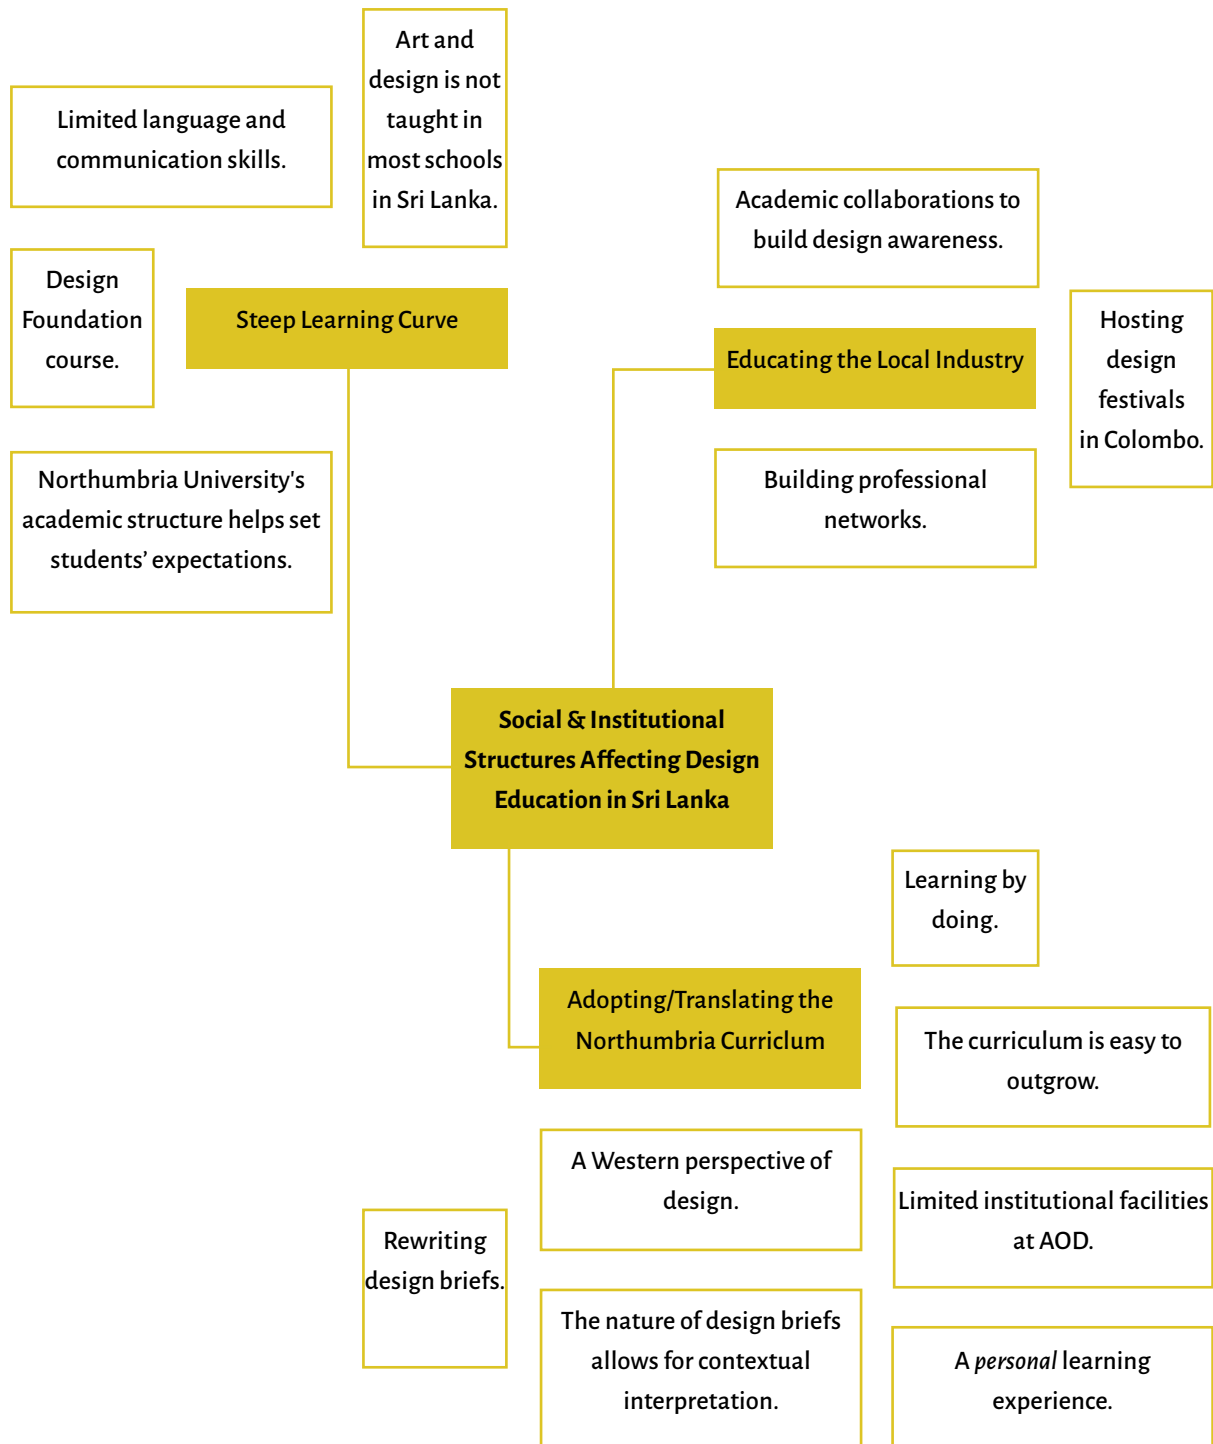 Art and
design is not
taught in
most schools
in Sri Lanka.
Limited language and
communication skills.
Design
Foundation
course.
Steep Learning Curve
Northumbria University's
academic structure helps set
students’ expectations.
Academic collaborations to
build design awareness.
Educating the Local Industry
Hosting
design
festivals
in Colombo.
Building professional
networks.
Social & Institutional
Structures Affecting Design
Education in Sri Lanka
Learning by
doing.
Adopting/Translating the
Northumbria Curriclum
The curriculum is easy to
outgrow.
A Western perspective of
design.
Limited institutional facilities
at AOD.
Rewriting
design briefs.
The nature of design briefs
allows for contextual
interpretation.
A personal learning
experience.